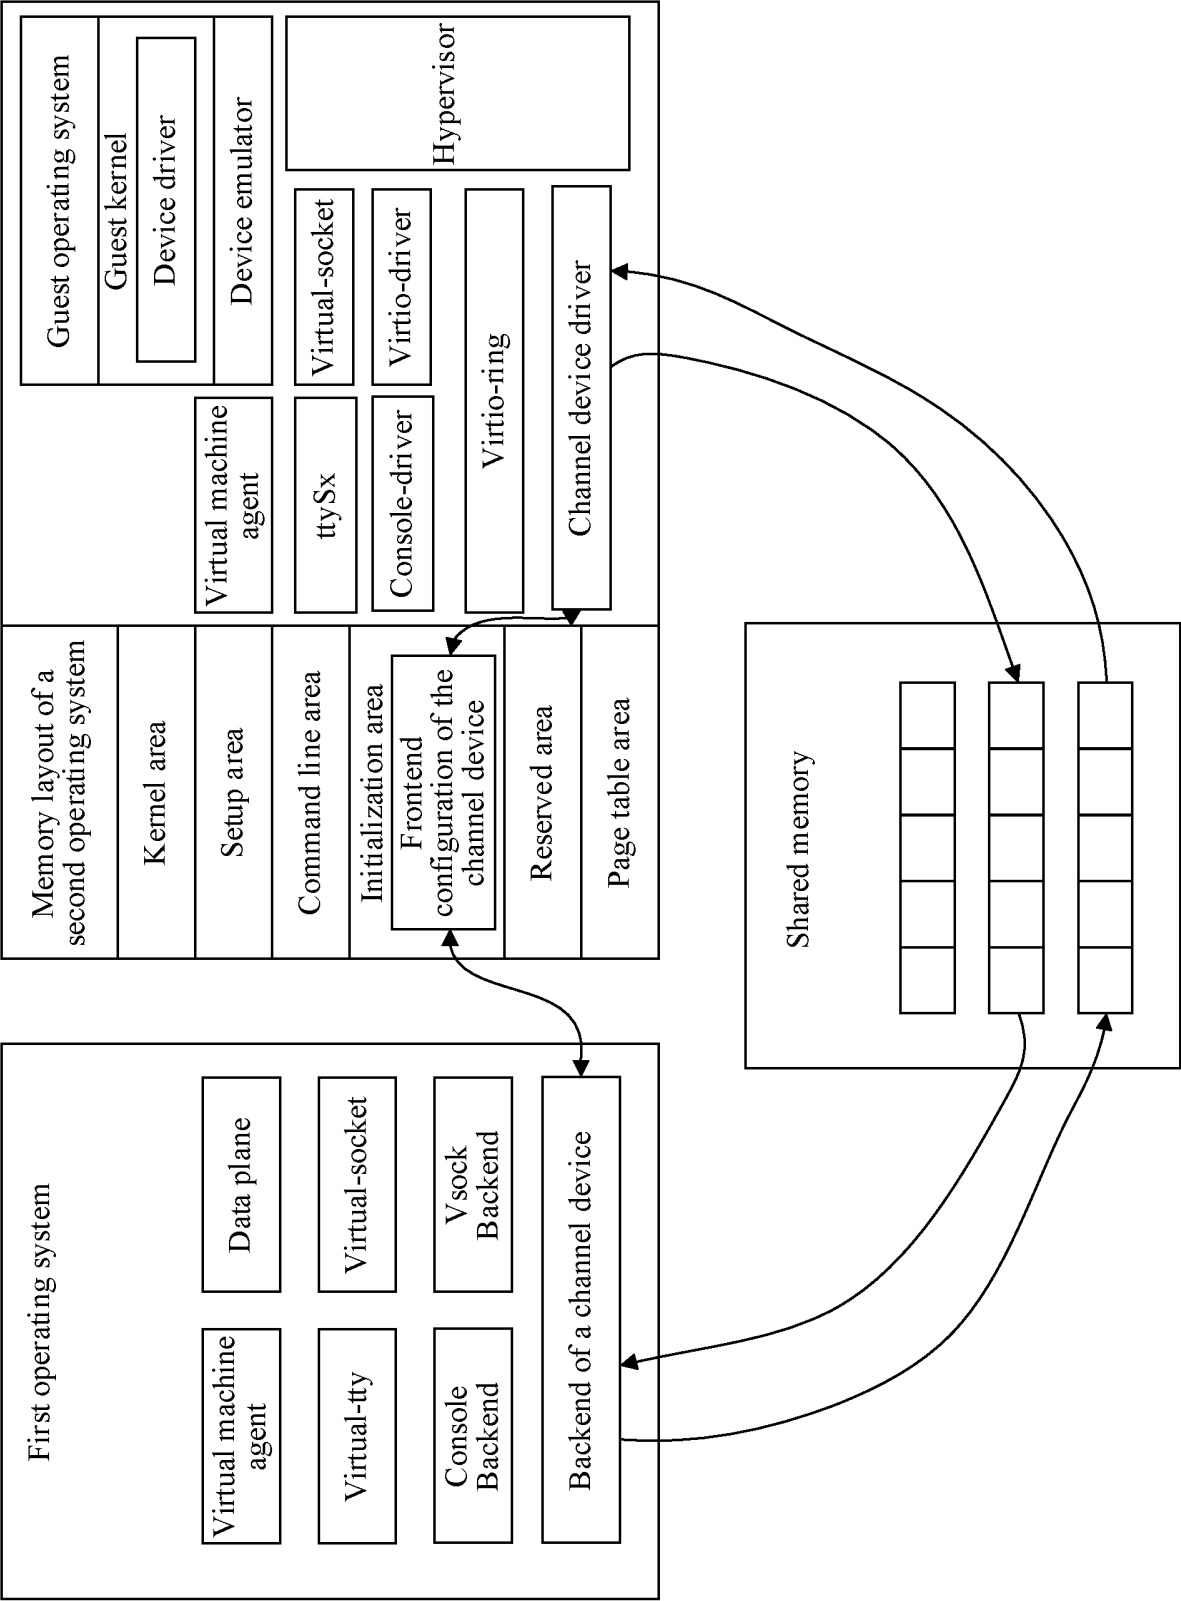 First operating system
Virtual machine
agent
Data plane
Virtual-tty
Virtual-socket
Console
Backend
Vsock
Backend
Backend of a channel device
Memory layout of a
second operating system
Kernel area
Setup area
Command line area
Initialization area
Frontend
configuration of the
channel device
Reserved area
Page table area
Guest operating system
Guest kernel
Device driver
Device emulator
Virtual machine
agent
ttySx
Virtual-socket
Console-driver
Virtio-driver
Virtio-ring
Channel device driver
Hypervisor
Shared memory